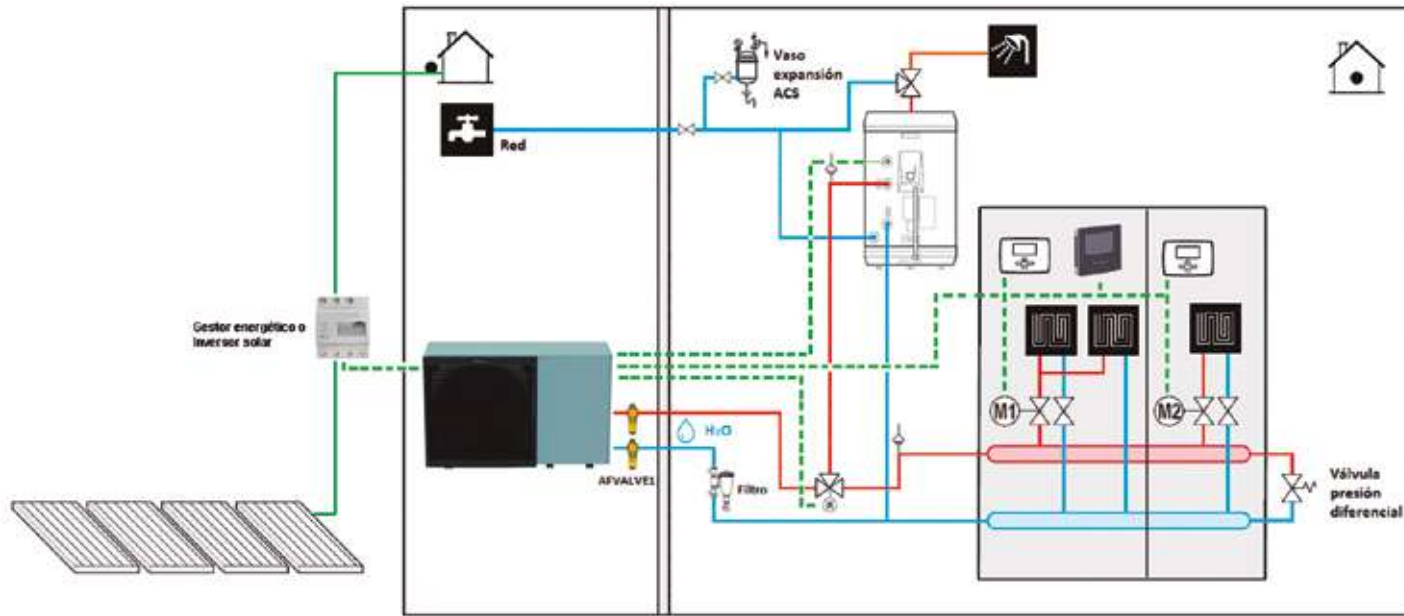 Vaso
expansión
ACS
Red
Gestor energético o
Inversor solar
H₂O
AFVALVE1
Filtro
M1
M2
Válvula
presión
diferencial